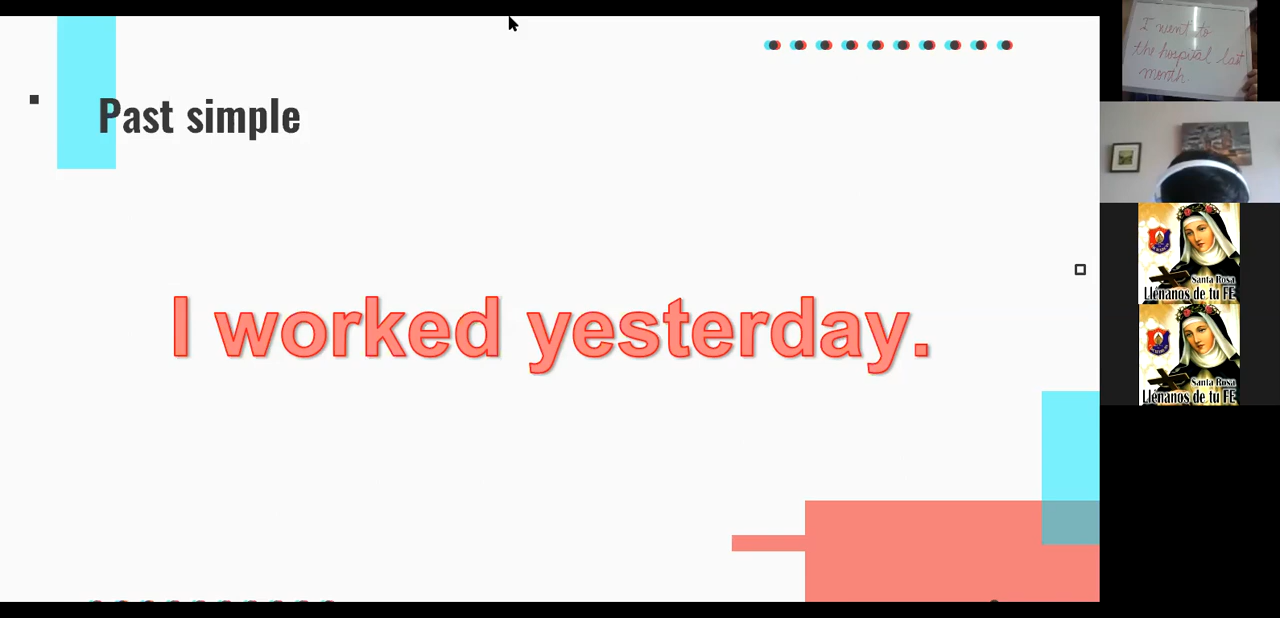 Past simple
I worked yesterday.
I went to
the hospital last
month.
Santa Rosa
Llénanos de tu FE
Santa Rosa
Llénanos de tu FE